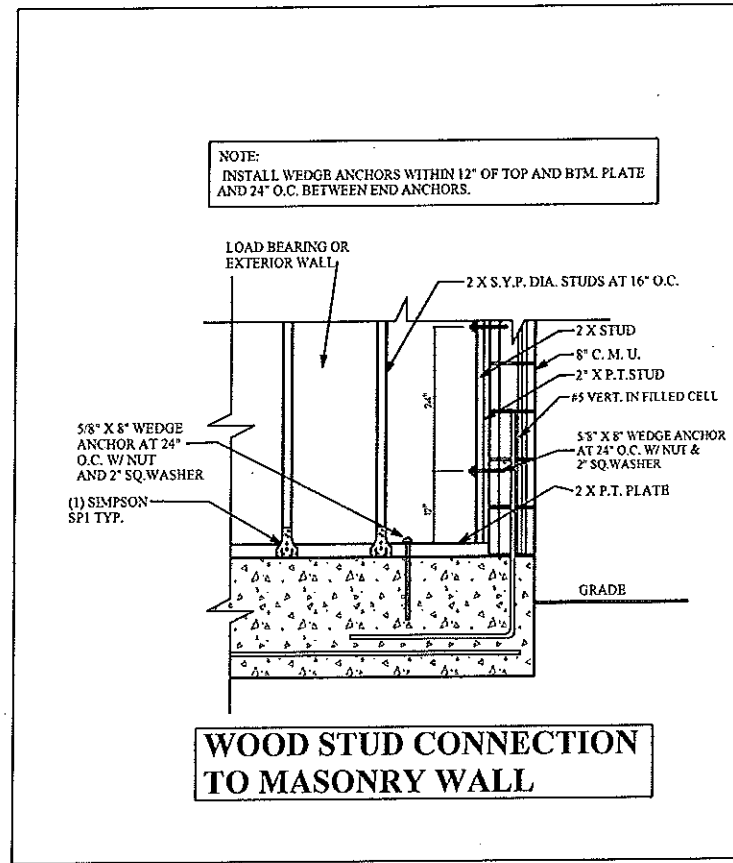 NOTE:
INSTALL WEDGE ANCHORS WITHIN 12" OF TOP AND BTM. PLATE
AND 24" O.C. BETWEEN END ANCHORS.
LOAD BEARING OR
EXTERIOR WALL
2 X S.Y.P. DIA. STUDS AT 16" O.C.
2 X STUD
8" C. M. U.
2" X P.T.STUD
#5 VERT. IN FILLED CELL
24"
5/8" X 8" WEDGE
ANCHOR AT 24"
O.C. W/ NUT
AND 2" SQ.WASHER
5/8" X 8" WEDGE ANCHOR
AT 24" O.C. W/ NUT &
2" SQ.WASHER
(1) SIMPSON
SP1 TYP.
12"
2 X P.T. PLATE
GRADE
WOOD STUD CONNECTION
TO MASONRY WALL